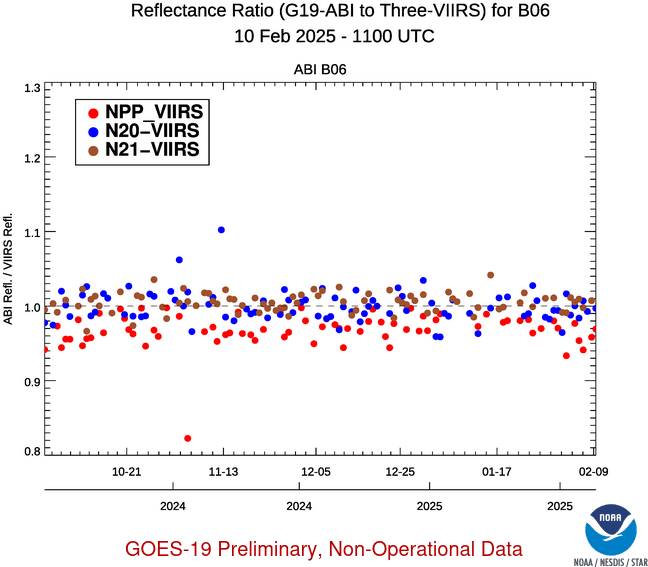 Reflectance Ratio (G19-ABI to Three-VIIRS) for B06
10 Feb 2025 - 1100 UTC
ABI B06
1.3
1.2
1.1
1.0
0.9
0.8
ABI Refl. / VIIRS Refl.
NPP_VIIRS
N20-VIIRS
N21-VIIRS
10-21 11-13 12-05 12-25 01-17 02-09
2024 2024 2025 2025
NOAA
NOAA / NESDIS / STAR
GOES-19 Preliminary, Non-Operational Data